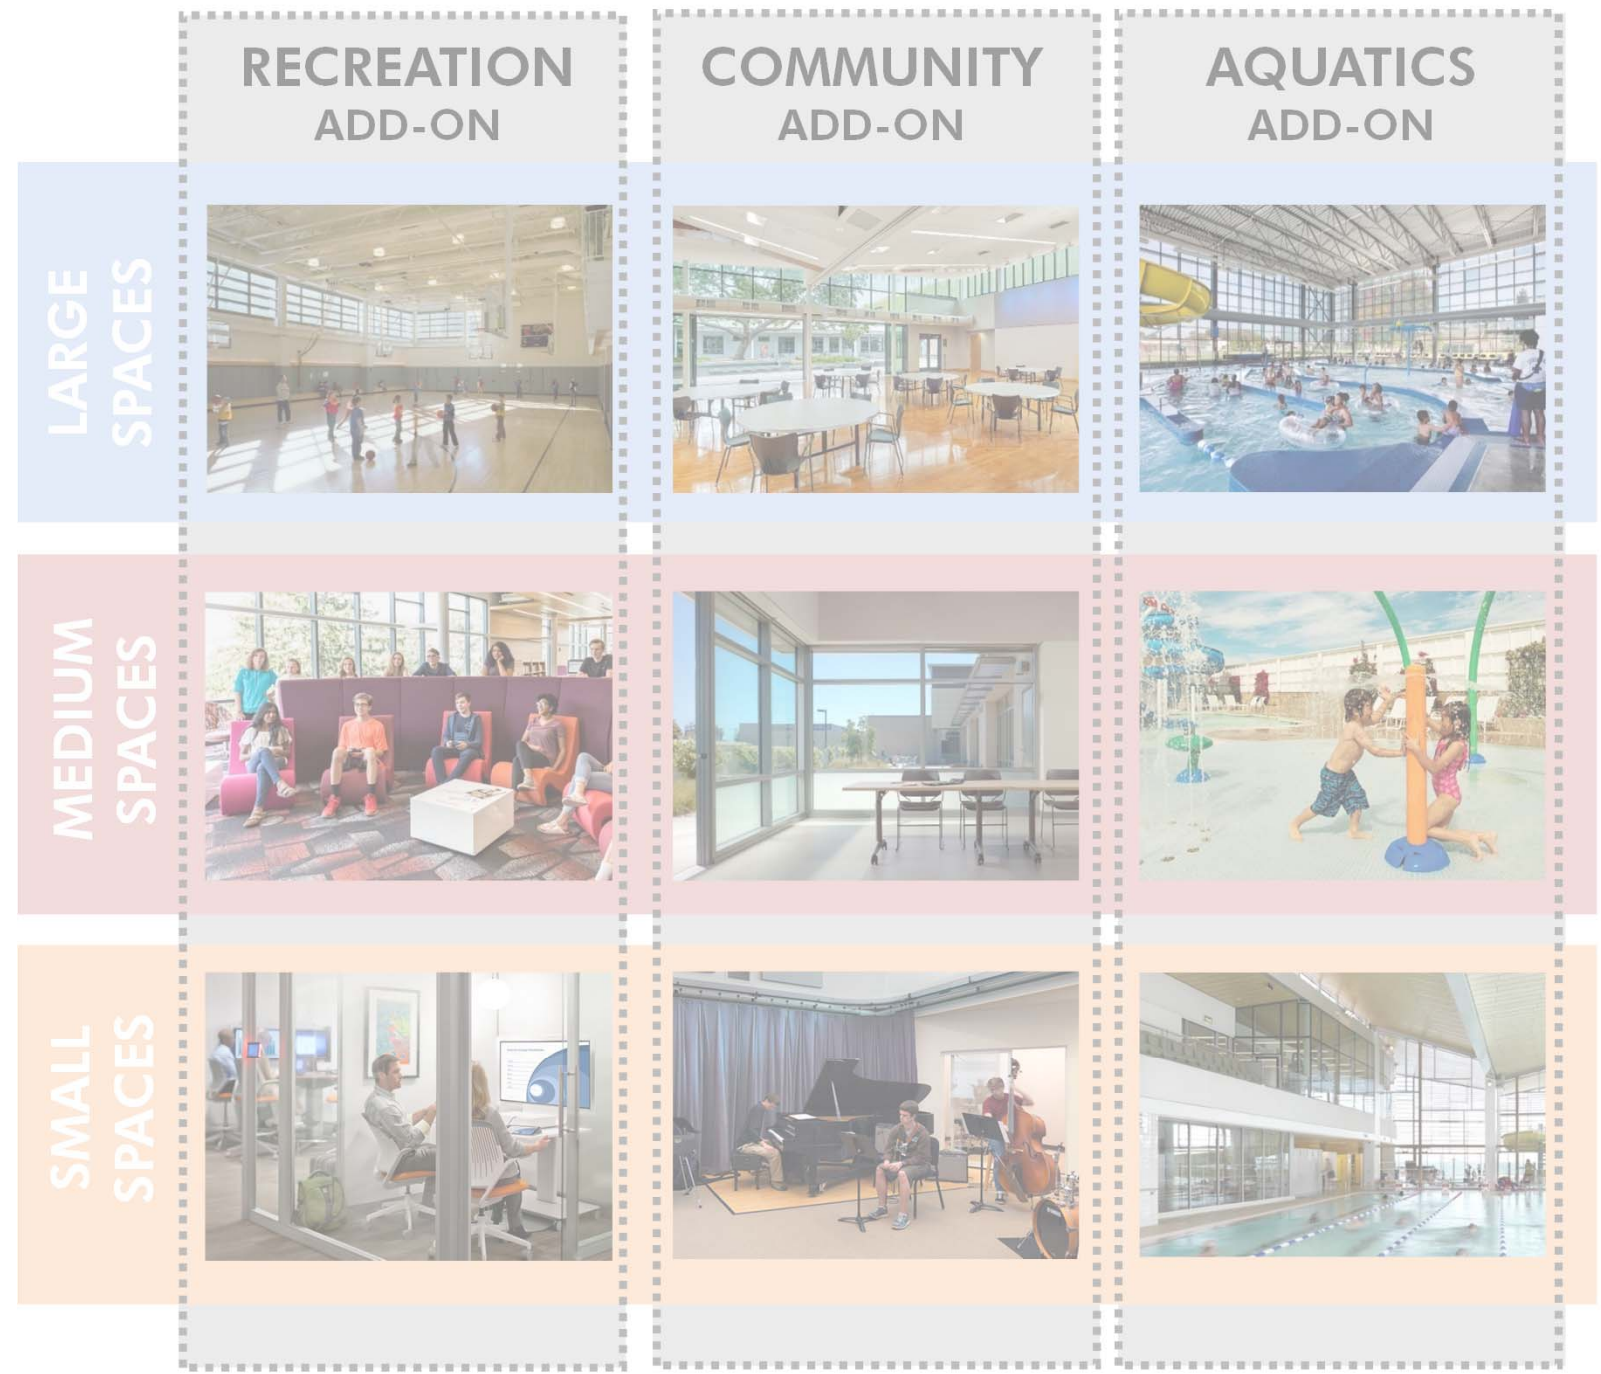 RECREATION
ADD-ON
COMMUNITY
ADD-ON
AQUATICS
ADD-ON
LARGE
SPACES
MEDIUM
SPACES
SMALL
SPACES